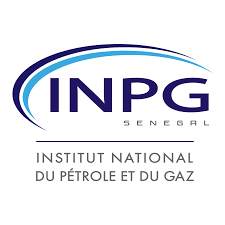 INPG
SENEGAL
INSTITUT NATIONAL
DU PÉTROLE ET DU GAZ